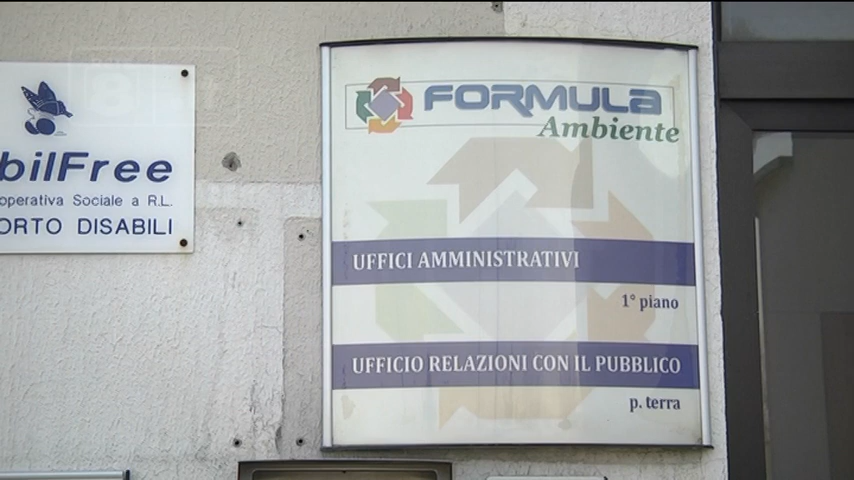 bilFree
operativa Sociale a R.L.
ORTO DISABILI
FORMULA
Ambiente
UFFICI AMMINISTRATIVI
1° piano
UFFICIO RELAZIONI CON IL PUBBLICO
p. terra